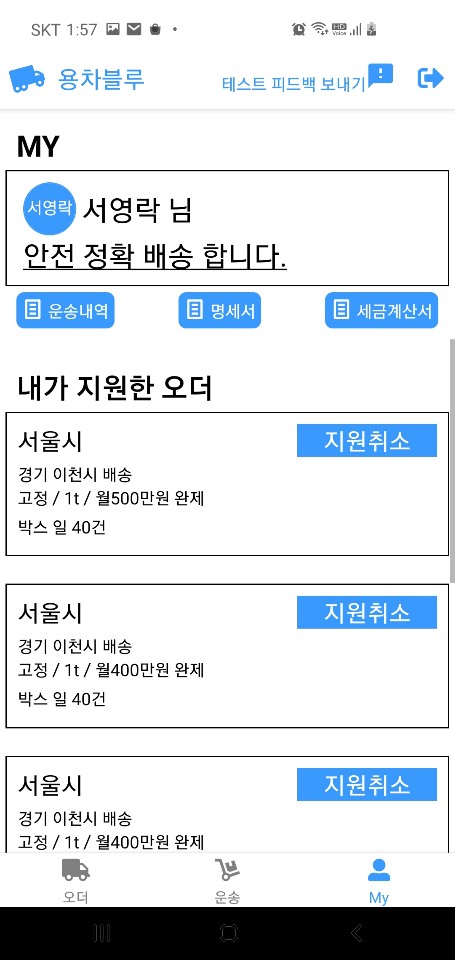 SKT 1:57
용차블루
테스트 피드백 보내기
MY
서영락 서영락 님
안전 정확 배송 합니다.
운송내역 명세서 세금계산서
내가 지원한 오더
서울시 지원취소
경기 이천시 배송
고정 / 1t / 월500만원 완제
박스 일 40건
서울시 지원취소
경기 이천시 배송
고정 / 1t / 월400만원 완제
박스 일 40건
서울시 지원취소
경기 이천시 배송
고정 / 1t / 월400만원 완제
오더 운송 My